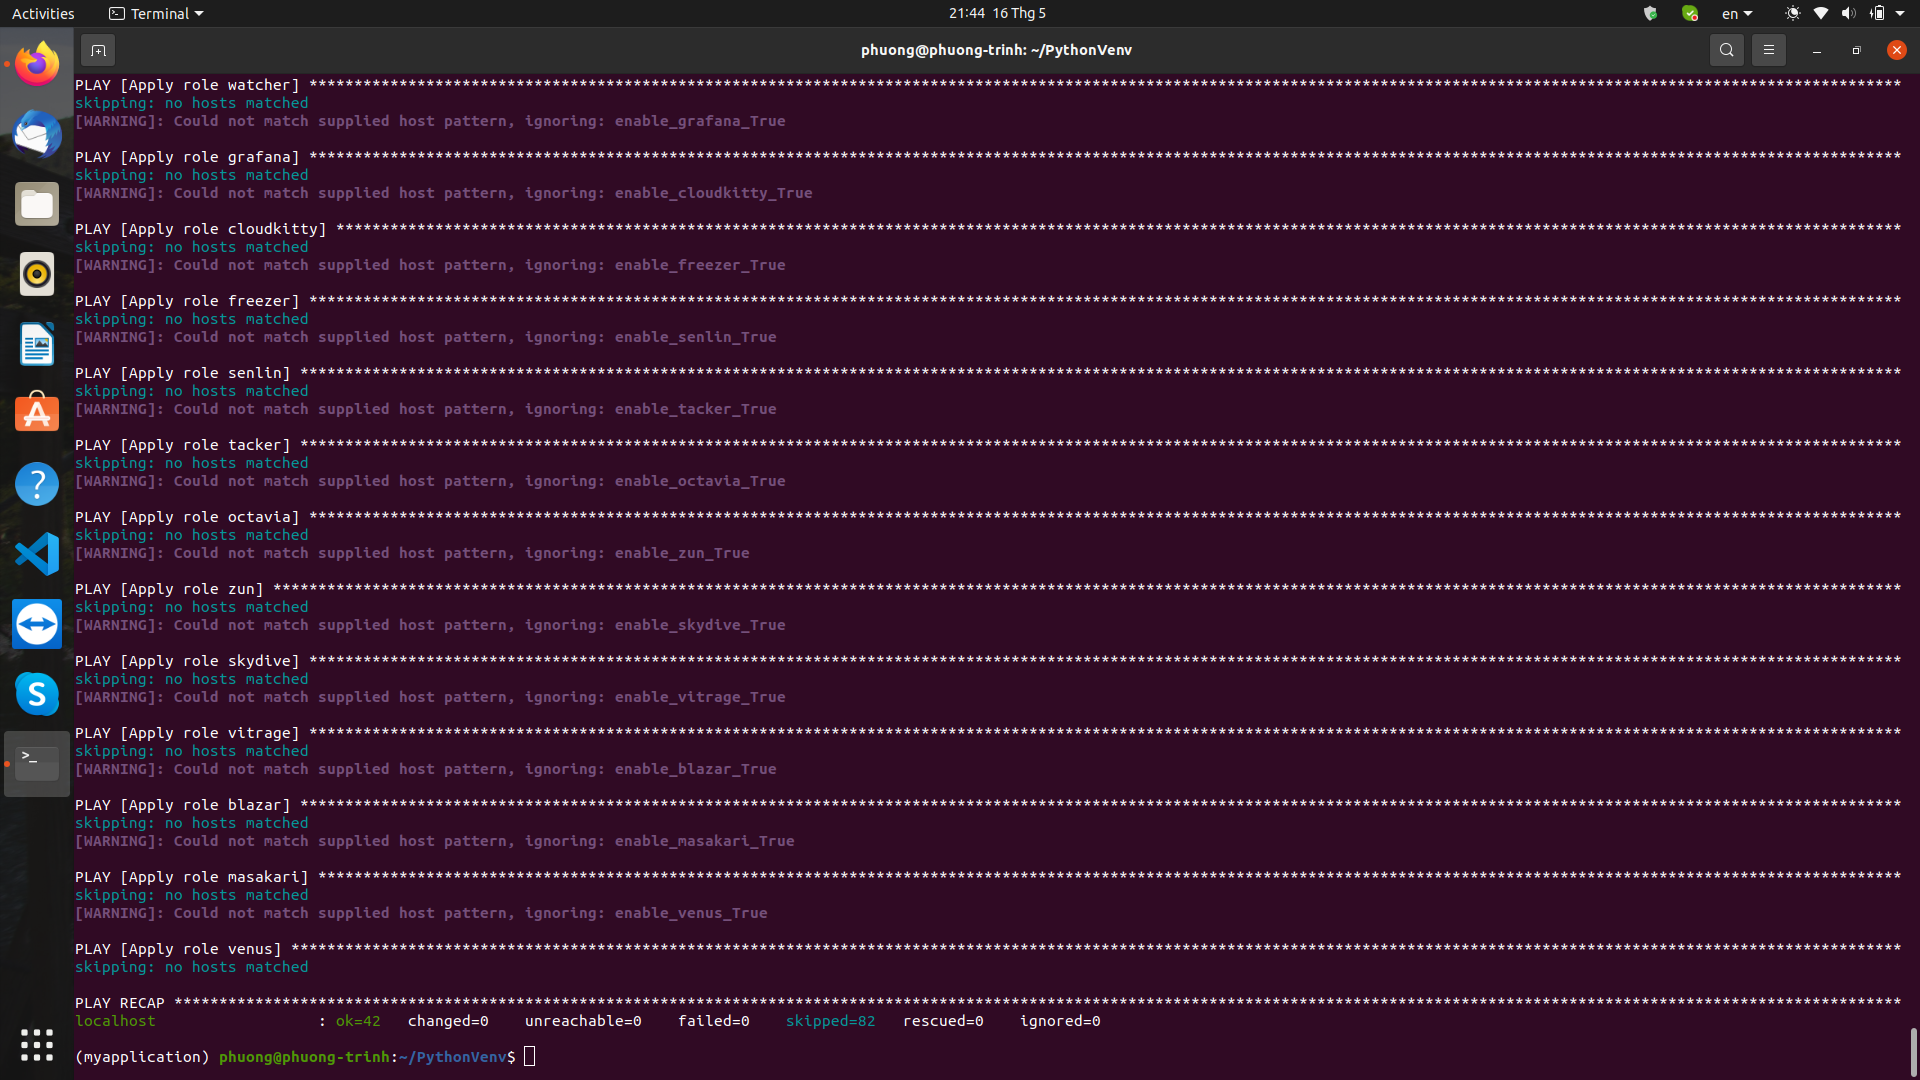 Activities Terminal 21:44 16 Thg 5 en
phuong@phuong-trinh: ~/PythonVenv
PLAY [Apply role watcher] ****************************************************************************************************
skipping: no hosts matched
[WARNING]: Could not match supplied host pattern, ignoring: enable_grafana_True
PLAY [Apply role grafana] ****************************************************************************************************
skipping: no hosts matched
[WARNING]: Could not match supplied host pattern, ignoring: enable_cloudkitty_True
PLAY [Apply role cloudkitty] ****************************************************************************************************
skipping: no hosts matched
[WARNING]: Could not match supplied host pattern, ignoring: enable_freezer_True
PLAY [Apply role freezer] ****************************************************************************************************
skipping: no hosts matched
[WARNING]: Could not match supplied host pattern, ignoring: enable_senlin_True
PLAY [Apply role senlin] ****************************************************************************************************
skipping: no hosts matched
[WARNING]: Could not match supplied host pattern, ignoring: enable_tacker_True
PLAY [Apply role tacker] ****************************************************************************************************
skipping: no hosts matched
[WARNING]: Could not match supplied host pattern, ignoring: enable_octavia_True
PLAY [Apply role octavia] ****************************************************************************************************
skipping: no hosts matched
[WARNING]: Could not match supplied host pattern, ignoring: enable_zun_True
PLAY [Apply role zun] ****************************************************************************************************
skipping: no hosts matched
[WARNING]: Could not match supplied host pattern, ignoring: enable_skydive_True
PLAY [Apply role skydive] ****************************************************************************************************
skipping: no hosts matched
[WARNING]: Could not match supplied host pattern, ignoring: enable_vitrage_True
PLAY [Apply role vitrage] ****************************************************************************************************
skipping: no hosts matched
[WARNING]: Could not match supplied host pattern, ignoring: enable_blazar_True
PLAY [Apply role blazar] ****************************************************************************************************
skipping: no hosts matched
[WARNING]: Could not match supplied host pattern, ignoring: enable_masakari_True
PLAY [Apply role masakari] ****************************************************************************************************
skipping: no hosts matched
[WARNING]: Could not match supplied host pattern, ignoring: enable_venus_True
PLAY [Apply role venus] ****************************************************************************************************
skipping: no hosts matched
PLAY RECAP ****************************************************************************************************
localhost : ok=42 changed=0 unreachable=0 failed=0 skipped=82 rescued=0 ignored=0
(myapplication) phuong@phuong-trinh:~/PythonVenv$